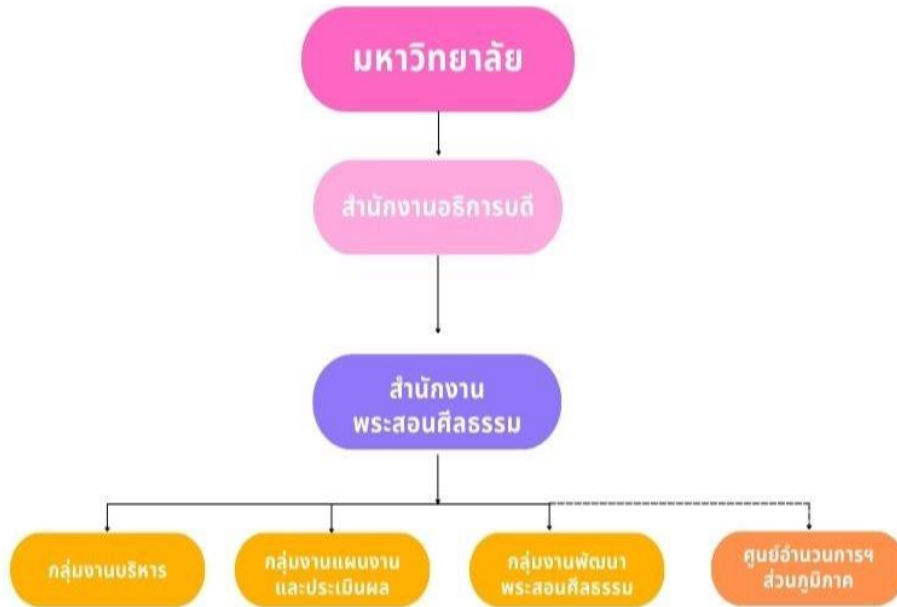 มหาวิทยาลัย
สำนักงานอธิการบดี
สำนักงาน
พระสอนศีลธรรม
กลุ่มงานบริหาร
กลุ่มงานแผนงาน
และประเมินผล
กลุ่มงานพัฒนา
พระสอนศีลธรรม
ศูนย์อำนวยการฯ
ส่วนภูมิภาค